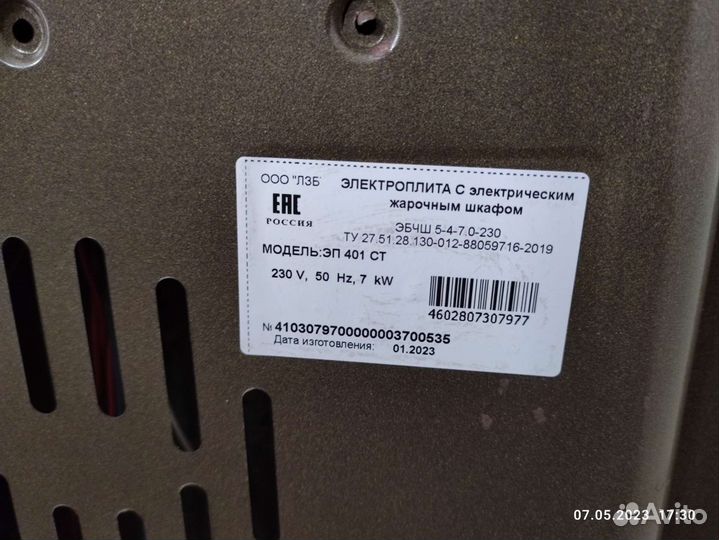 ООО "ЛЗБ"
ЭЛЕКТРОПЛИТА С электрическим
жарочным шкафом
EAC
РОССИЯ
ЭБЧШ 5-4-7.0-230
ТУ 27.51.28.130-012-88059716-2019
МОДЕЛЬ:ЭП 401 СТ
230 V, 50 Hz, 7 kW
4602807307977
№ 4103079700000003700535
Дата изготовления: 01.2023
07.05.2023 17:30
Avito